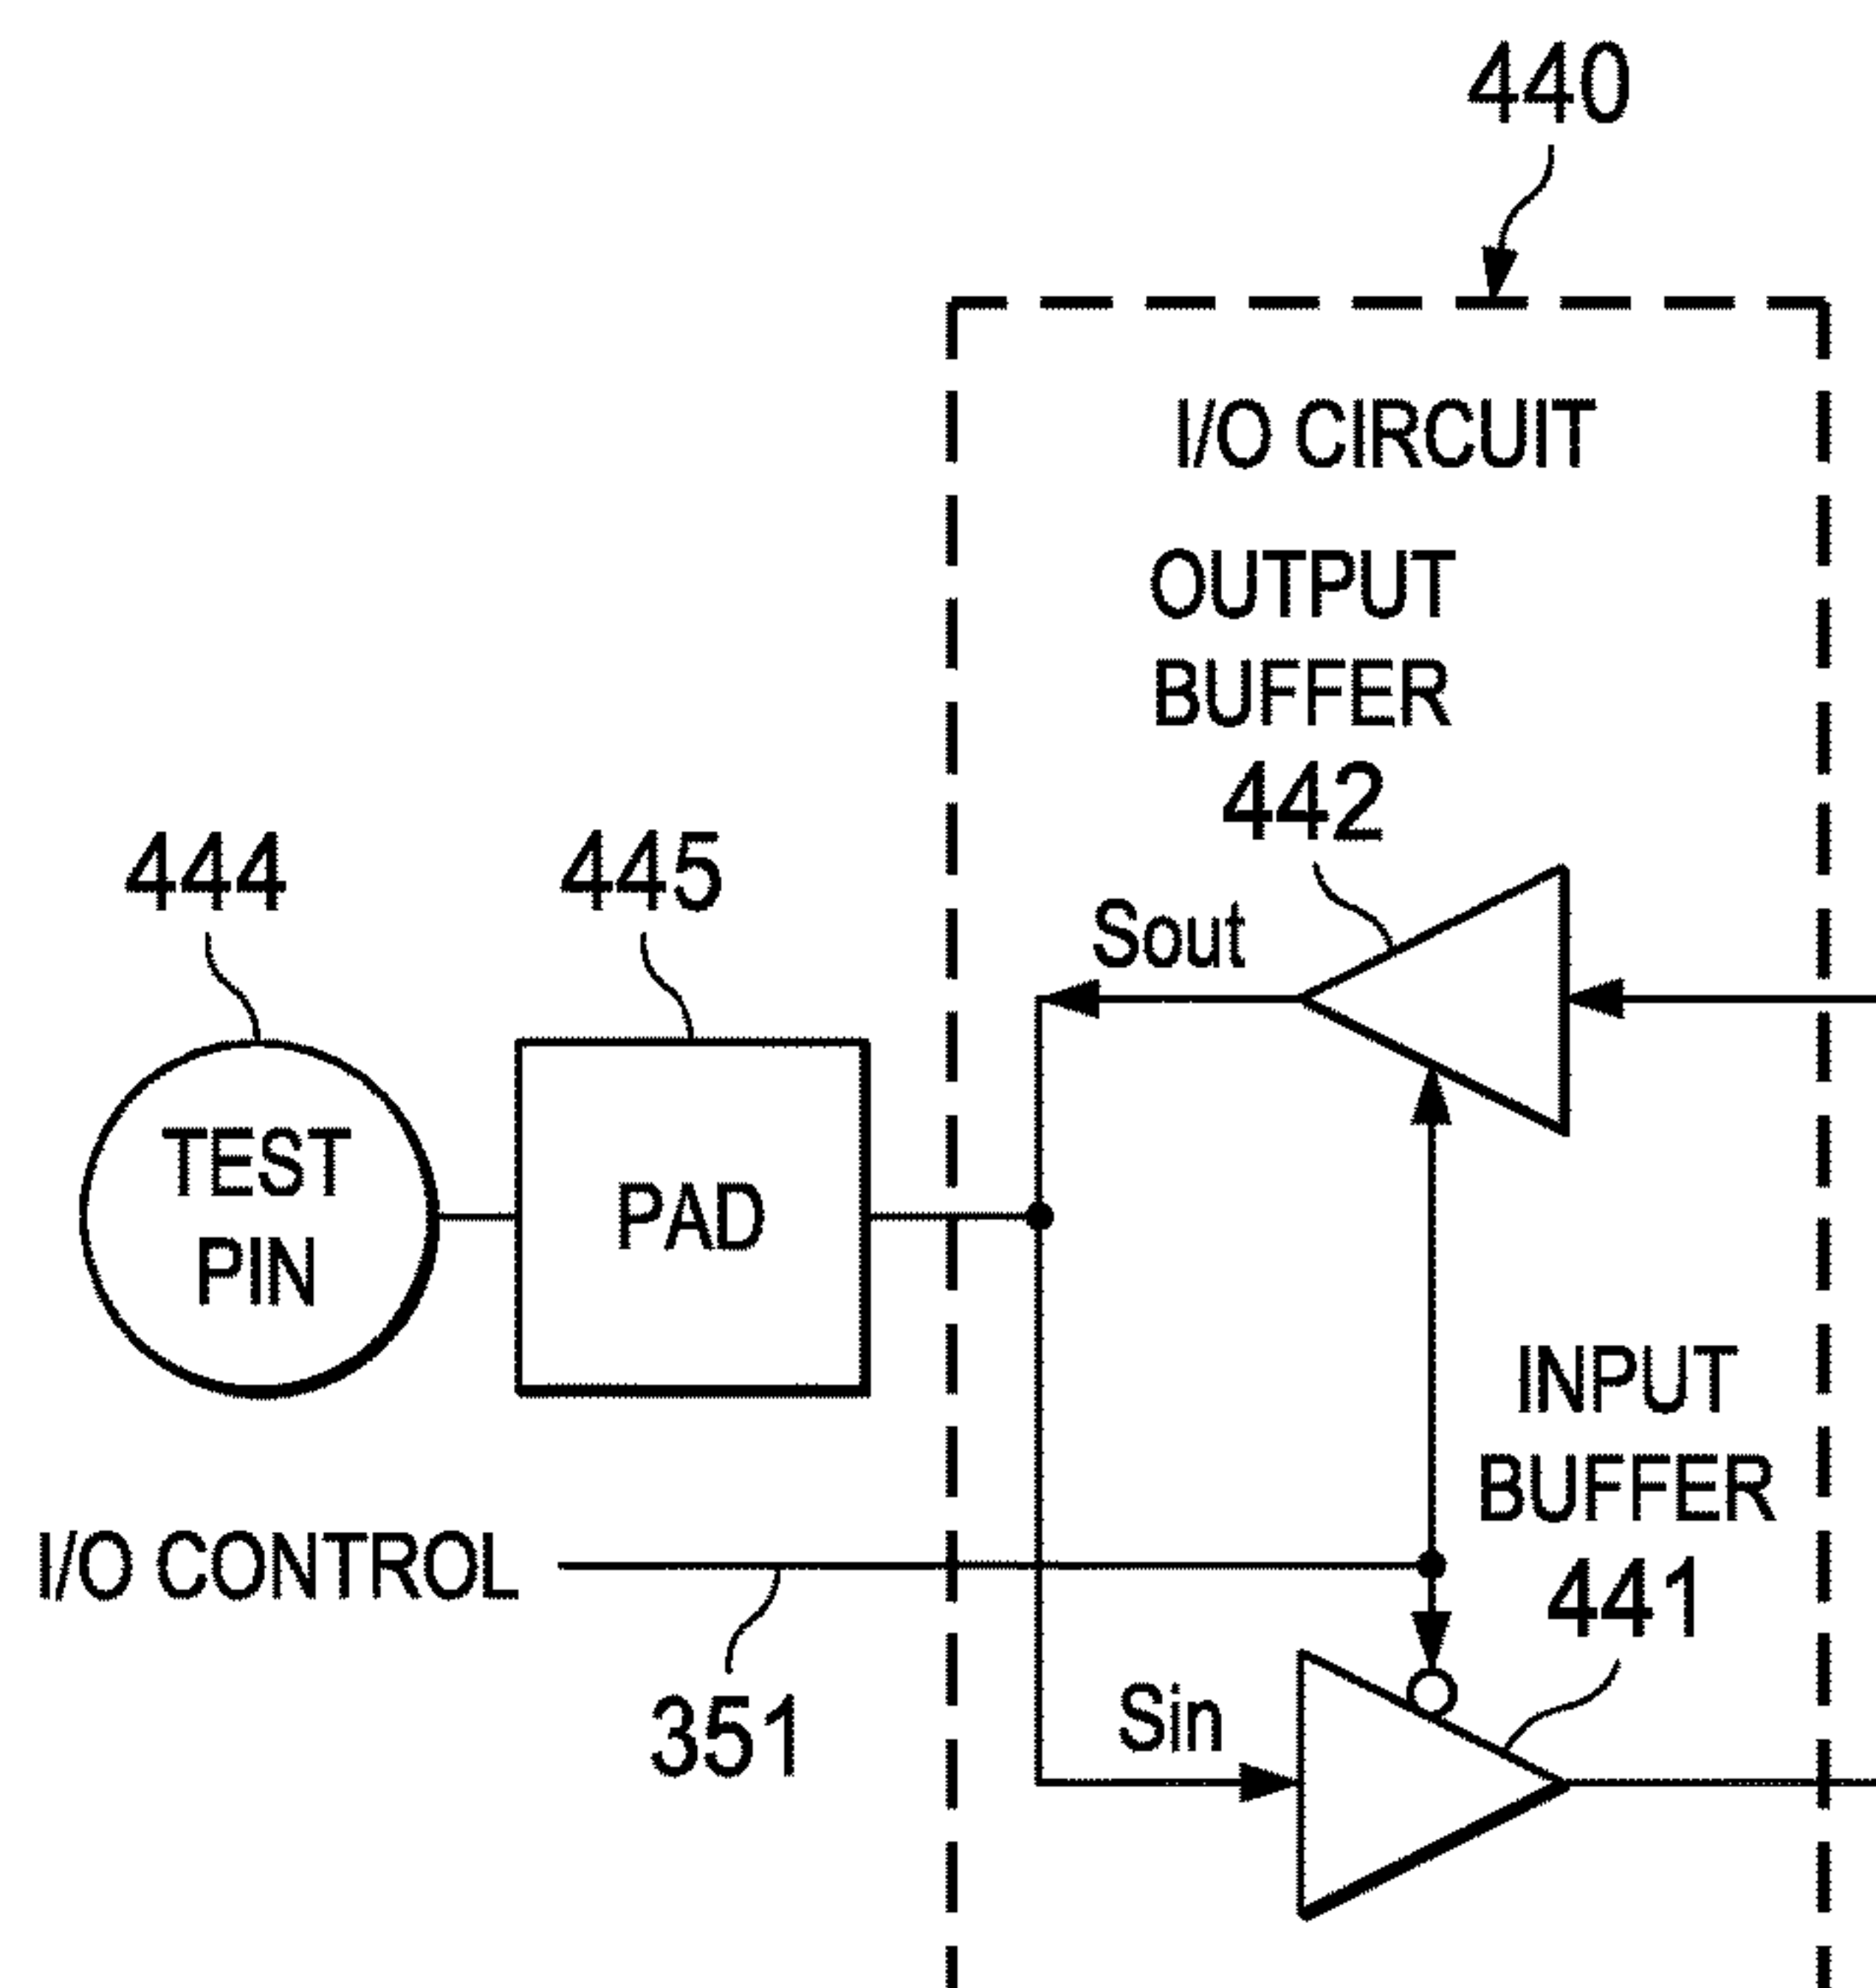 440
I/O CIRCUIT
OUTPUT
BUFFER
442
444
445
Sout
TEST
PIN
PAD
INPUT
BUFFER
441
I/O CONTROL
351
Sin